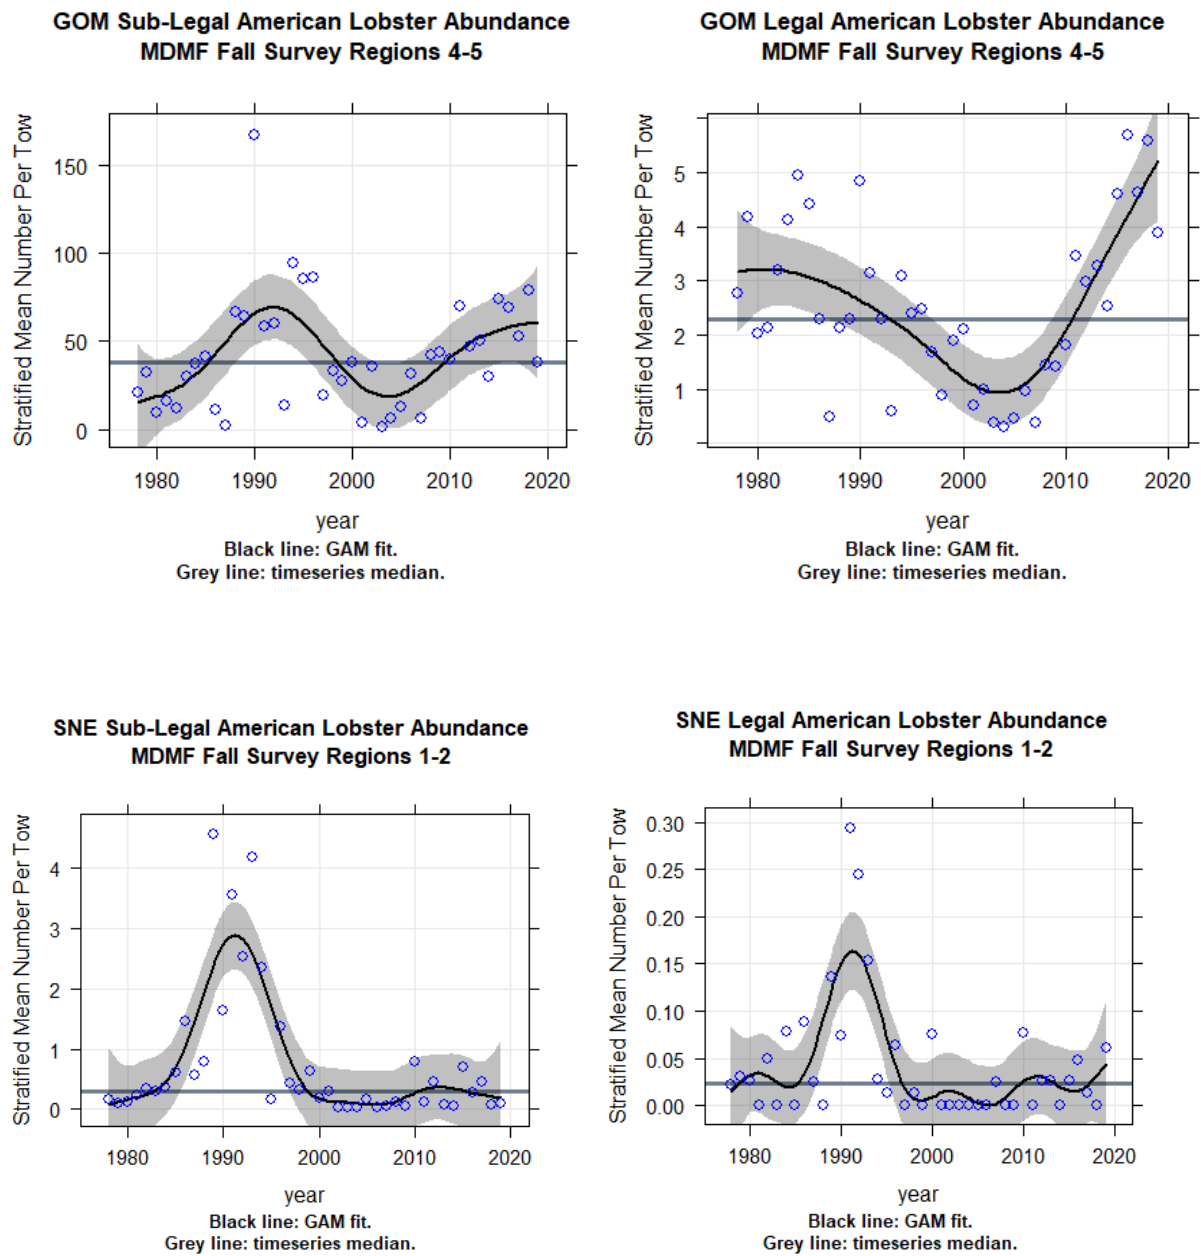 GOM Sub-Legal American Lobster Abundance
MDMF Fall Survey Regions 4-5
Stratified Mean Number Per Tow
150
100
50
0
1980 1990 2000 2010 2020
year
Black line: GAM fit.
Grey line: timeseries median.
GOM Legal American Lobster Abundance
MDMF Fall Survey Regions 4-5
Stratified Mean Number Per Tow
5
4
3
2
1
1980 1990 2000 2010 2020
year
Black line: GAM fit.
Grey line: timeseries median.
SNE Sub-Legal American Lobster Abundance
MDMF Fall Survey Regions 1-2
Stratified Mean Number Per Tow
4
3
2
1
0
1980 1990 2000 2010 2020
year
Black line: GAM fit.
Grey line: timeseries median.
SNE Legal American Lobster Abundance
MDMF Fall Survey Regions 1-2
Stratified Mean Number Per Tow
0.30
0.25
0.20
0.15
0.10
0.05
0.00
1980 1990 2000 2010 2020
year
Black line: GAM fit.
Grey line: timeseries median.